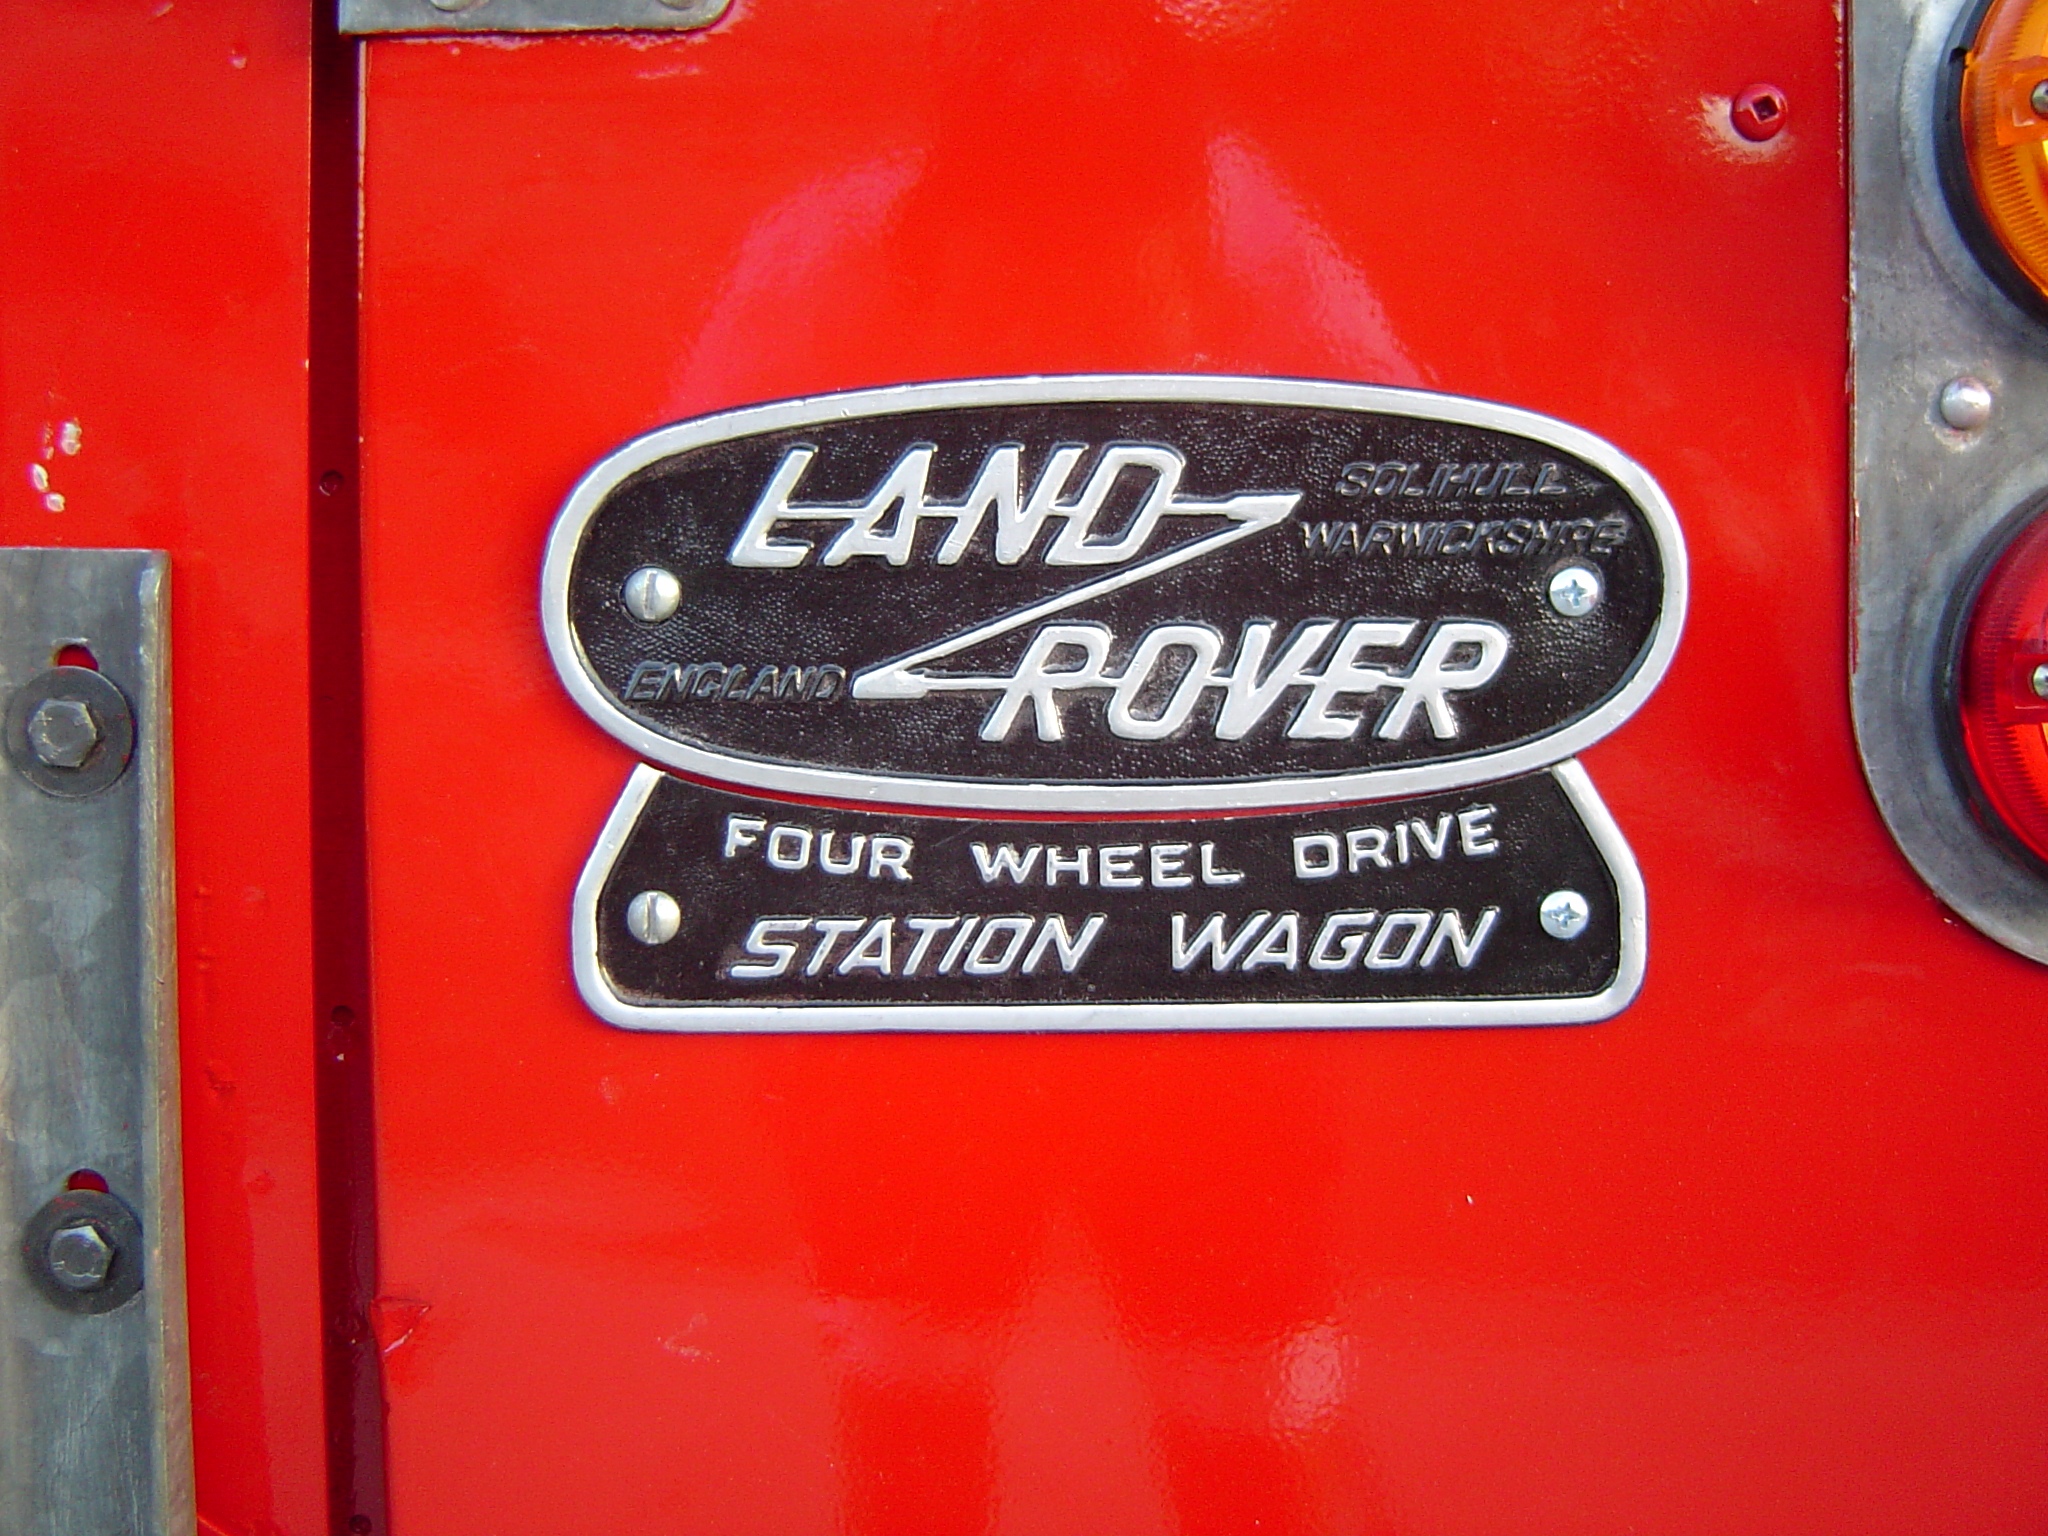 LAND
SOLIHULL
WARWICKSHIRE
ENGLAND
ROVER
FOUR WHEEL DRIVE
STATION WAGON